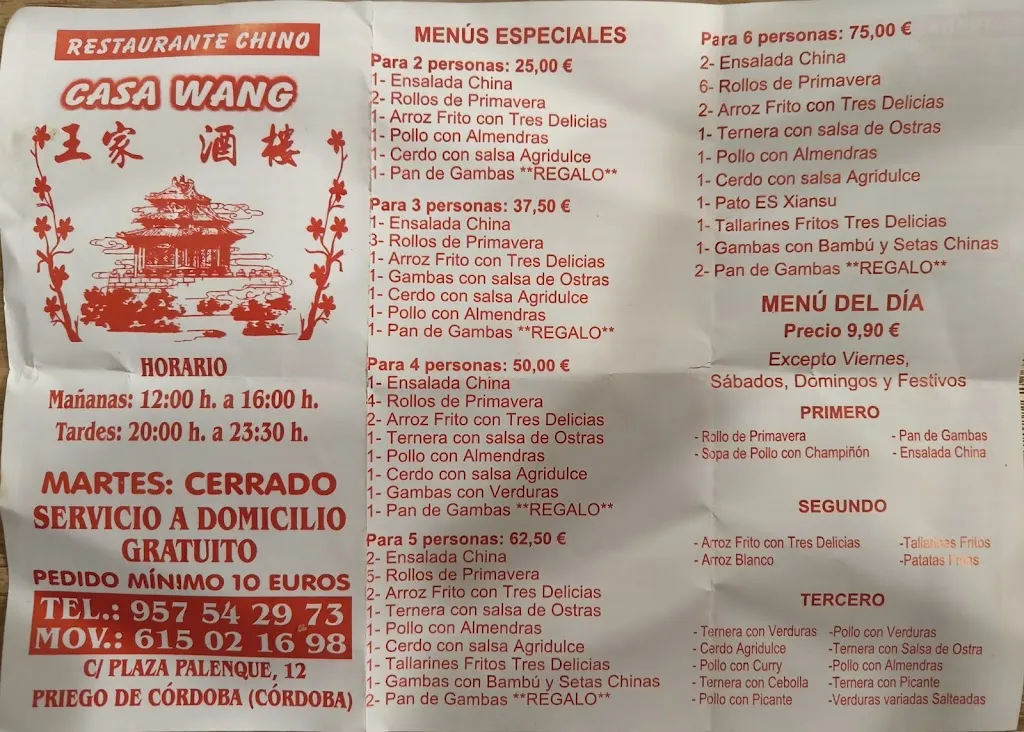 RESTAURANTE CHINO
CASA WANG
王家 酒楼
HORARIO
Mañanas: 12:00 h. a 16:00 h.
Tardes: 20:00 h. a 23:30 h.
MARTES: CERRADO
SERVICIO A DOMICILIO
GRATUITO
PEDIDO MÍNIMO 10 EUROS
TEL.: 957 54 29 73
MOV.: 615 02 16 98
C/ PLAZA PALENQUE, 12
PRIEGO DE CÓRDOBA (CÓRDOBA)
MENÚS ESPECIALES
Para 2 personas: 25,00 €
1- Ensalada China
2- Rollos de Primavera
1- Arroz Frito con Tres Delicias
1- Pollo con Almendras
1- Cerdo con salsa Agridulce
1- Pan de Gambas **REGALO**
Para 3 personas: 37,50 €
1- Ensalada China
3- Rollos de Primavera
1- Arroz Frito con Tres Delicias
1- Gambas con salsa de Ostras
1- Cerdo con salsa Agridulce
1- Pollo con Almendras
1- Pan de Gambas **REGALO**
Para 4 personas: 50,00 €
1- Ensalada China
4- Rollos de Primavera
2- Arroz Frito con Tres Delicias
1- Ternera con salsa de Ostras
1- Pollo con Almendras
1- Cerdo con salsa Agridulce
1- Gambas con Verduras
1- Pan de Gambas **REGALO**
Para 5 personas: 62,50 €
2- Ensalada China
5- Rollos de Primavera
2- Arroz Frito con Tres Delicias
1- Ternera con salsa de Ostras
1- Pollo con Almendras
1- Cerdo con salsa Agridulce
1- Tallarines Fritos Tres Delicias
1- Gambas con Bambú y Setas Chinas
2- Pan de Gambas **REGALO**
Para 6 personas: 75,00 €
2- Ensalada China
6- Rollos de Primavera
2- Arroz Frito con Tres Delicias
1- Ternera con salsa de Ostras
1- Pollo con Almendras
1- Cerdo con salsa Agridulce
1- Pato ES Xiansu
1- Tallarines Fritos Tres Delicias
1- Gambas con Bambú y Setas Chinas
2- Pan de Gambas **REGALO**
MENÚ DEL DÍA
Precio 9,90 €
Excepto Viernes,
Sábados, Domingos y Festivos
PRIMERO
- Rollo de Primavera - Pan de Gambas
- Sopa de Pollo con Champiñón - Ensalada China
SEGUNDO
- Arroz Frito con Tres Delicias -Tallarines Fritos
- Arroz Blanco -Patatas Fritas
TERCERO
- Ternera con Verduras -Pollo con Verduras
- Cerdo Agridulce -Ternera con Salsa de Ostra
- Pollo con Curry -Pollo con Almendras
- Ternera con Cebolla -Ternera con Picante
- Pollo con Picante -Verduras variadas Salteadas